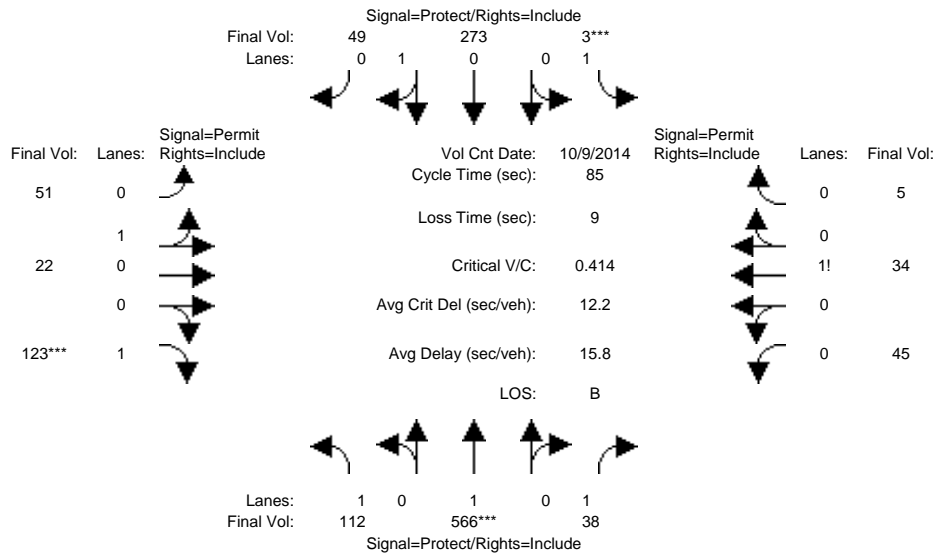 Signal=Protect/Rights=Include
Final Vol: 49 273 3***
Lanes: 0 1 0 0 1
Signal=Permit Signal=Permit
Final Vol: Lanes: Rights=Include Vol Cnt Date: 10/9/2014 Rights=Include Lanes: Final Vol:
Cycle Time (sec): 85
51 0 0 5
Loss Time (sec): 9
1 0
22 0 Critical V/C: 0.414 1! 34
0 Avg Crit Del (sec/veh): 12.2 0
123*** 1 Avg Delay (sec/veh): 15.8 0 45
LOS: B
Lanes: 1 0 1 0 1
Final Vol: 112 566*** 38
Signal=Protect/Rights=Include